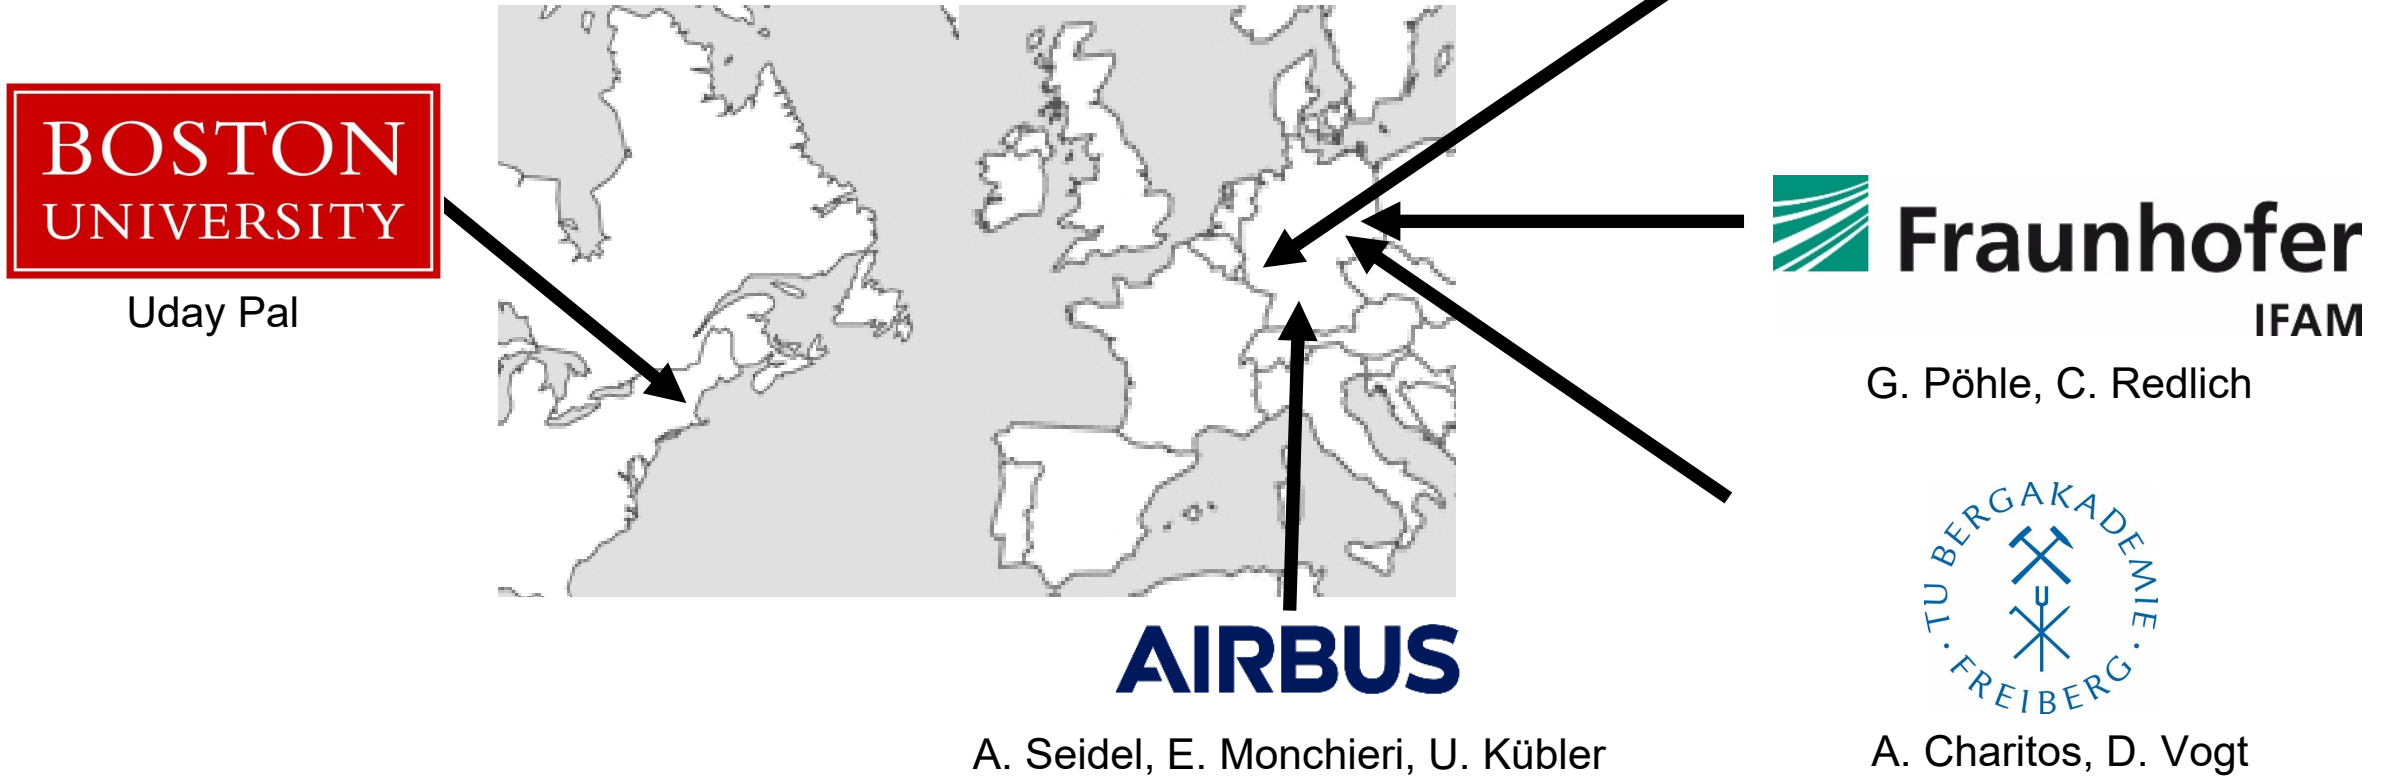 BOSTON
UNIVERSITY
Uday Pal
Fraunhofer
IFAM
G. Pöhle, C. Redlich
TU BERGAKADEMIE
· FREIBERG ·
AIRBUS
A. Seidel, E. Monchieri, U. Kübler
A. Charitos, D. Vogt